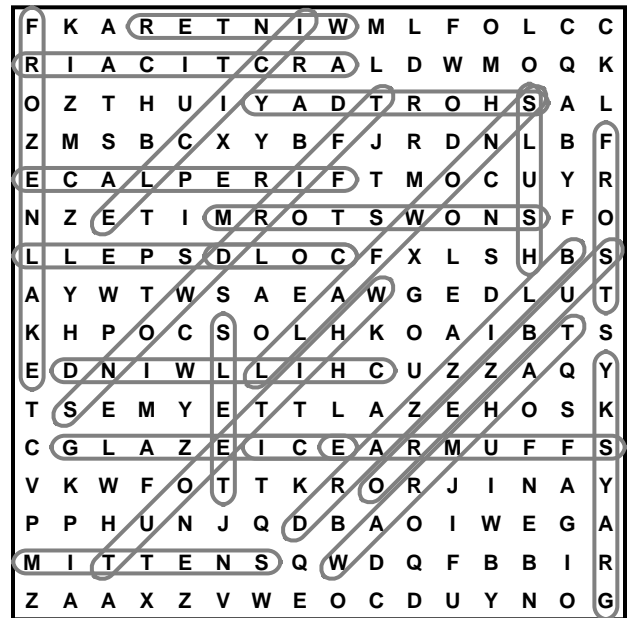 F K A R E T N I W M L F O L C C
R I A C I T C R A L D W M O Q K
O Z T H U I Y A D T R O H S A L
Z M S B C X Y B F J R D N L B F
E C A L P E R I F T M O C U Y R
N Z E T I M R O T S W O N S F O
L L E P S D L O C F X L S H B S
A Y W T W S A E A W G E D L U T
K H P O C S O L H K O A I B T S
E D N I W L L I H C U Z Z A Q Y
T S E M Y E T T L A Z E H O S K
C G L A Z E I C E A R M U F F S
V K W F O T T K R O R J I N A Y
P P H U N J Q D B A O I W E G A
M I T T E N S Q W D Q F B B I R
Z A A X Z V W E O C D U Y N O G